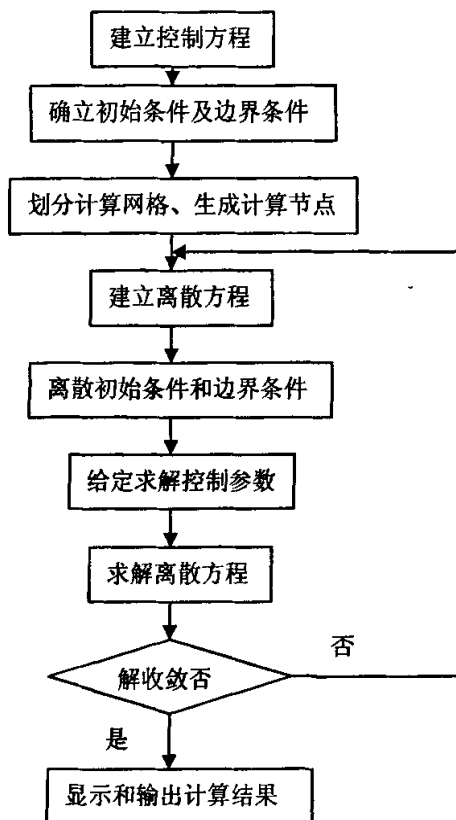 建立控制方程
确立初始条件及边界条件
划分计算网格、生成计算节点
建立离散方程
离散初始条件和边界条件
给定求解控制参数
求解离散方程
解收敛否
否
是
显示和输出计算结果